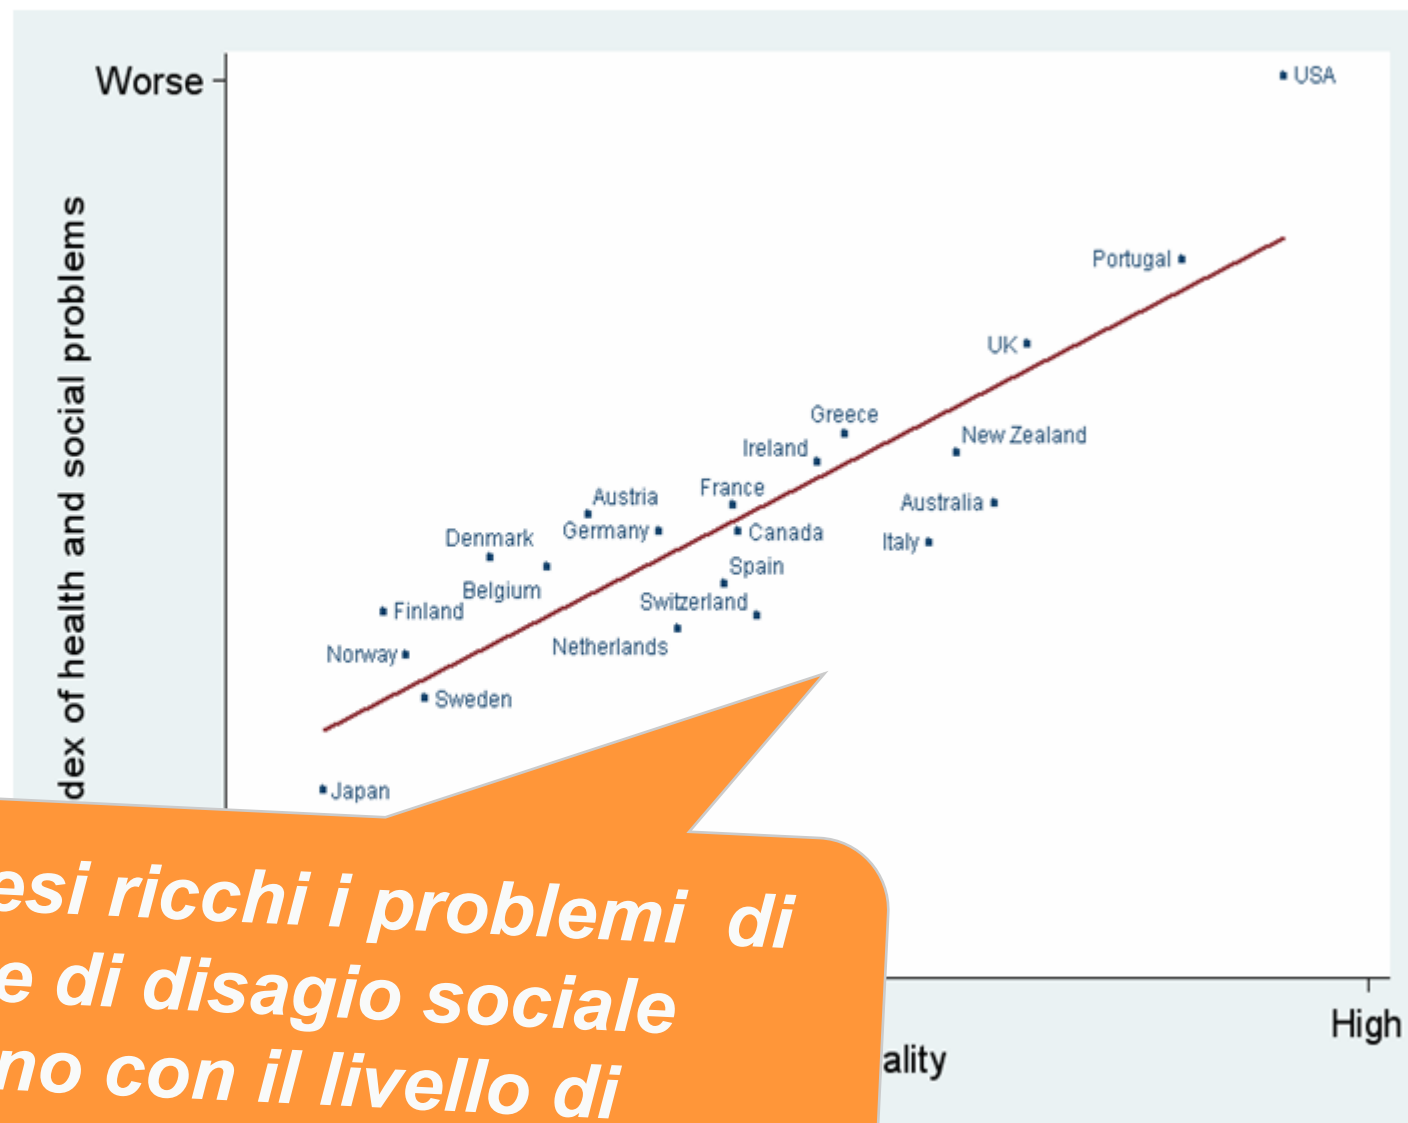 Worse
USA
Portugal
UK
Greece
New Zealand
Ireland
France
Austria
Australia
Germany
Canada
Denmark
Italy
Spain
Belgium
Switzerland
Finland
Netherlands
Norway
Sweden
Japan
dex of health and social problems
esi ricchi i problemi di
e di disagio sociale
no con il livello di
High
ality